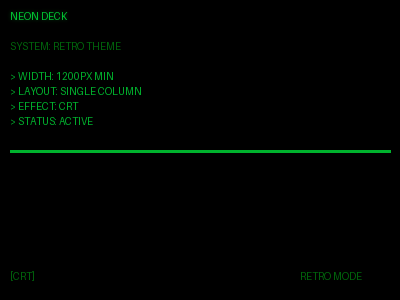 NEON DECK
SYSTEM: RETRO THEME
> WIDTH: 1200PX MIN
> LAYOUT: SINGLE COLUMN
> EFFECT: CRT
> STATUS: ACTIVE
[CRT]
RETRO MODE